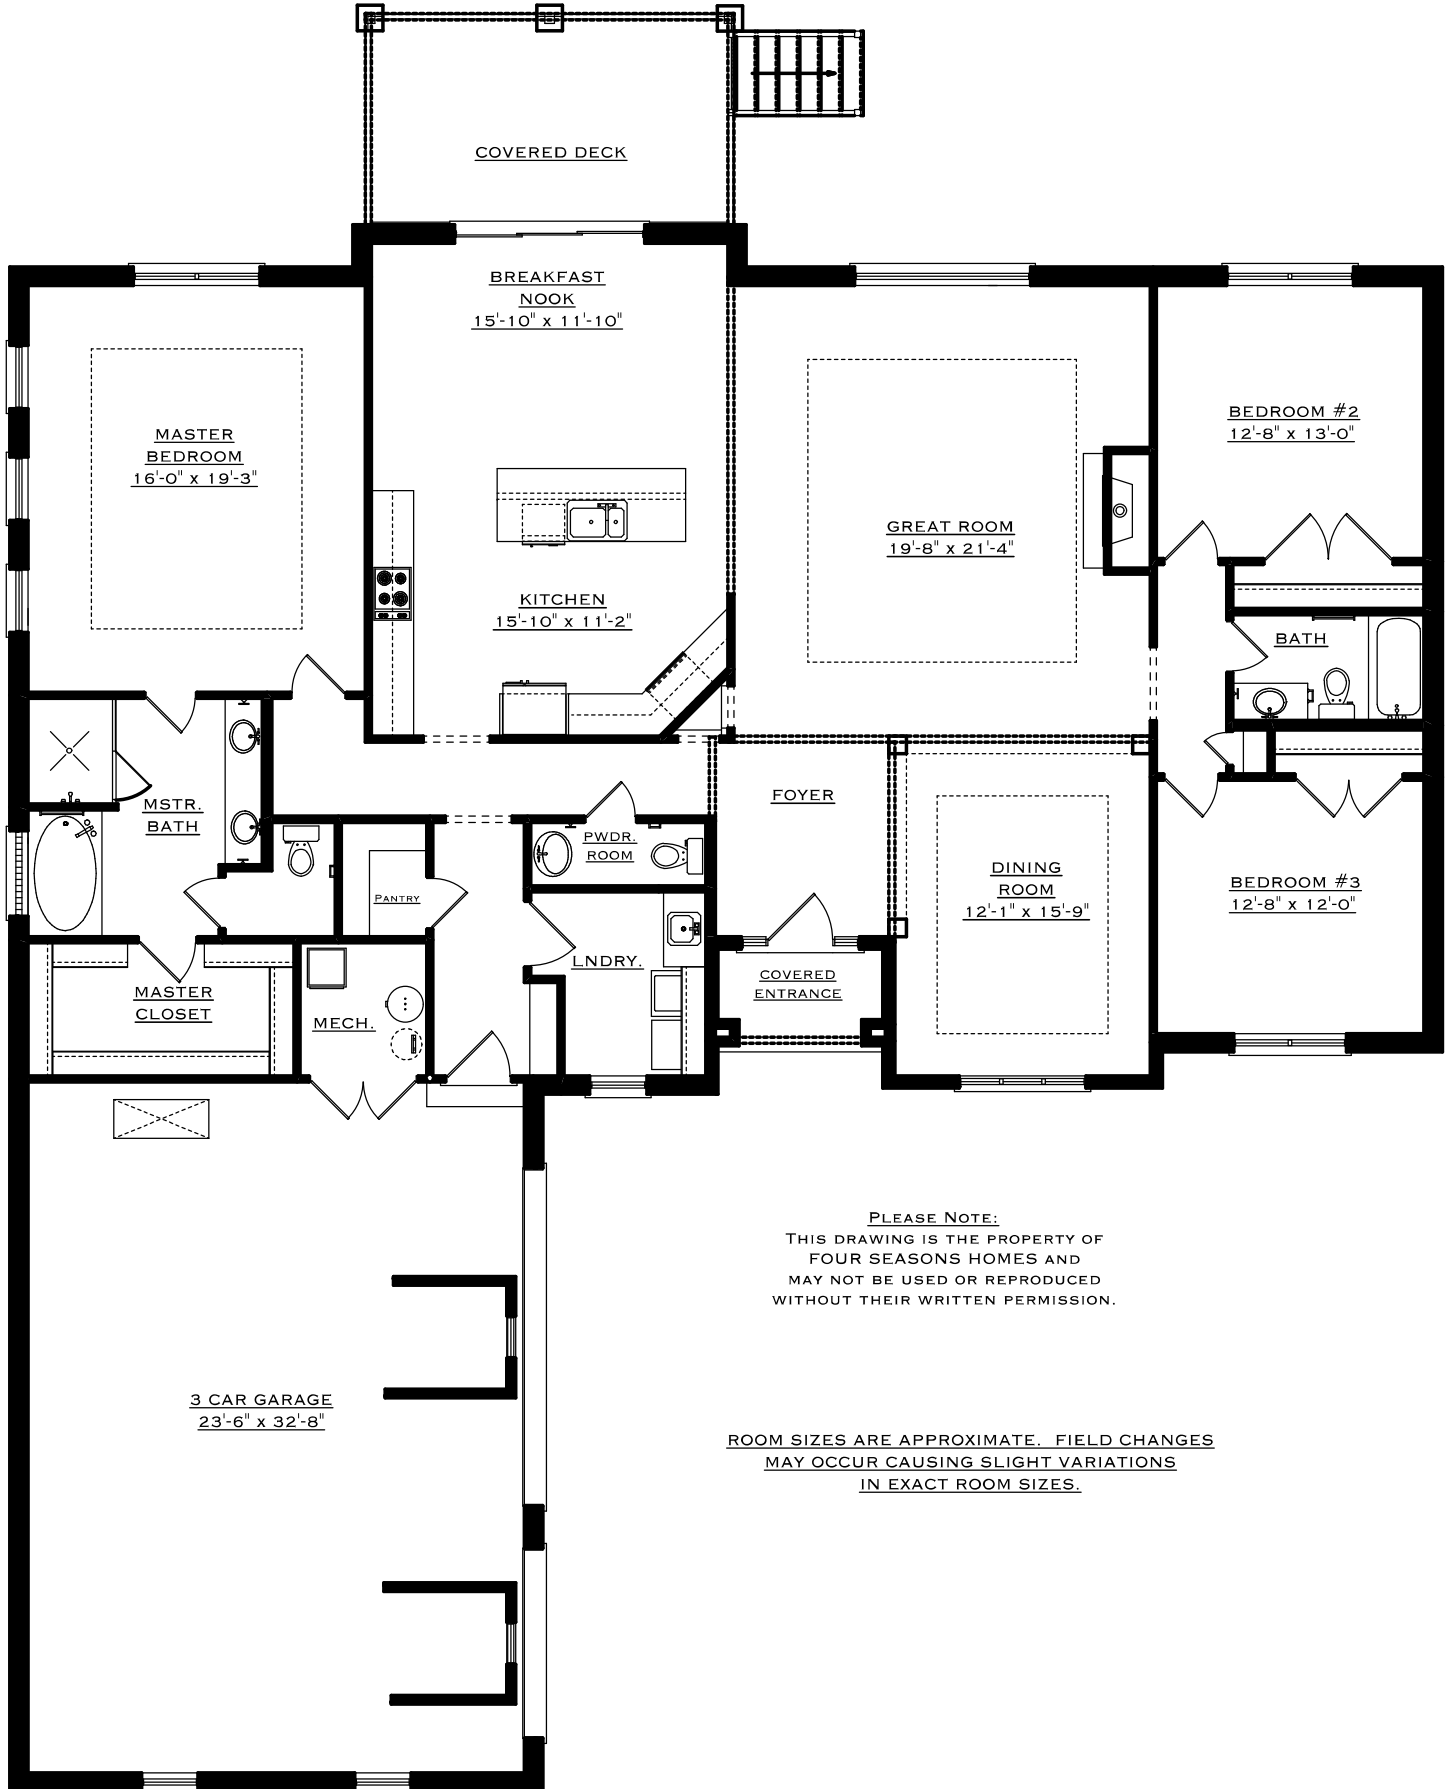 COVERED DECK
BREAKFAST
NOOK
15'-10" x 11'-10"
MASTER
BEDROOM
16'-0" x 19'-3"
BEDROOM #2
12'-8" x 13'-0"
GREAT ROOM
19'-8" x 21'-4"
KITCHEN
15'-10" x 11'-2"
BATH
MSTR.
BATH
FOYER
PWDR.
ROOM
DINING
ROOM
12'-1" x 15'-9"
BEDROOM #3
12'-8" x 12'-0"
PANTRY
LNDRY.
COVERED
ENTRANCE
MASTER
CLOSET
MECH.
PLEASE NOTE:
THIS DRAWING IS THE PROPERTY OF
FOUR SEASONS HOMES AND
MAY NOT BE USED OR REPRODUCED
WITHOUT THEIR WRITTEN PERMISSION.
3 CAR GARAGE
23'-6" x 32'-8"
ROOM SIZES ARE APPROXIMATE. FIELD CHANGES
MAY OCCUR CAUSING SLIGHT VARIATIONS
IN EXACT ROOM SIZES.